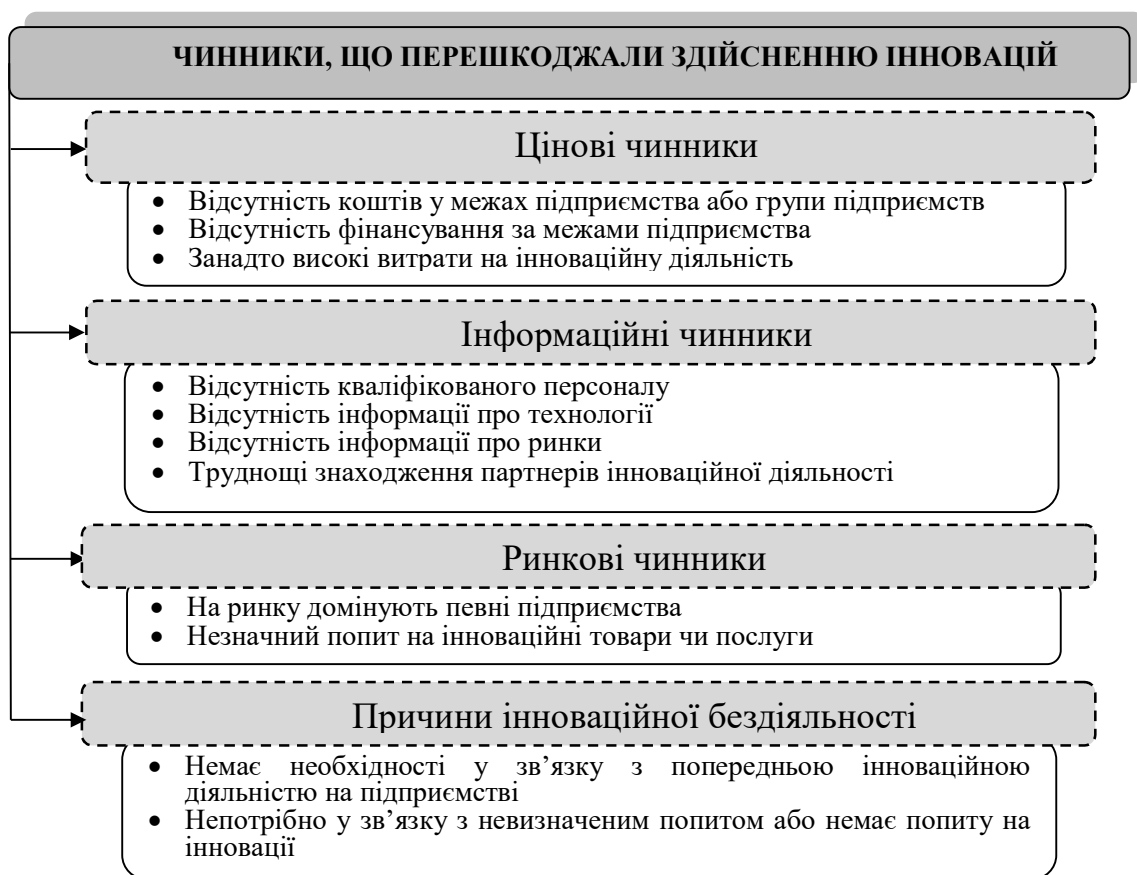 ЧИННИКИ, ЩО ПЕРЕШКОДЖАЛИ ЗДІЙСНЕННЮ ІННОВАЦІЙ
Цінові чинники
• Відсутність коштів у межах підприємства або групи підприємств
• Відсутність фінансування за межами підприємства
• Занадто високі витрати на інноваційну діяльність
Інформаційні чинники
• Відсутність кваліфікованого персоналу
• Відсутність інформації про технології
• Відсутність інформації про ринки
• Труднощі знаходження партнерів інноваційної діяльності
Ринкові чинники
• На ринку домінують певні підприємства
• Незначний попит на інноваційні товари чи послуги
Причини інноваційної бездіяльності
• Немає необхідності у зв’язку з попередньою інноваційною
діяльністю на підприємстві
• Непотрібно у зв’язку з невизначеним попитом або немає попиту на
інновації